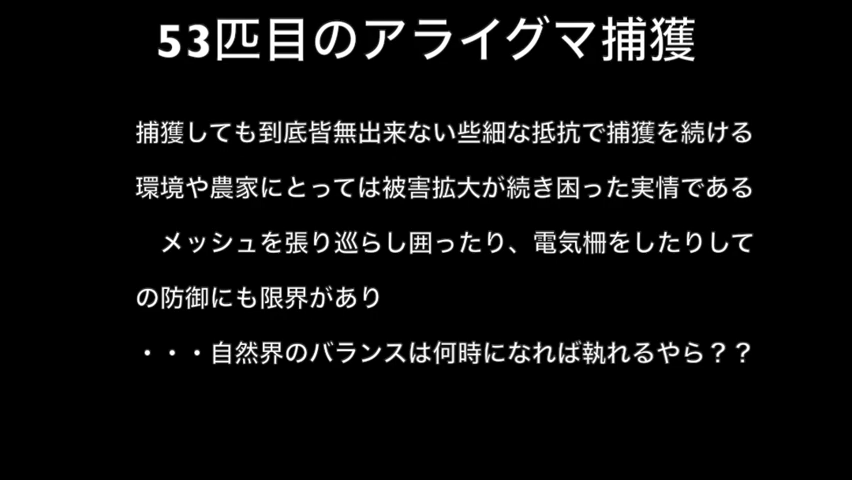 53匹目のアライグマ捕獲
捕獲しても到底皆無出来ない些細な抵抗で捕獲を続ける
環境や農家にとっては被害拡大が続き困った実情である
　メッシュを張り巡らし囲ったり、電気柵をしたりして
の防御にも限界があり
・・・自然界のバランスは何時になれば執れるやら？？